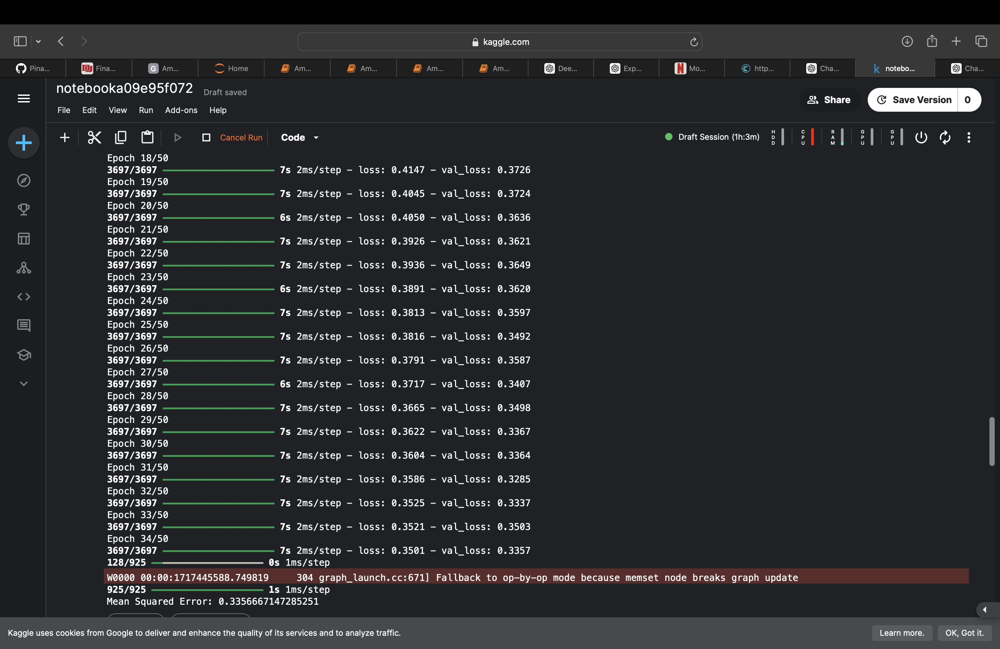 kaggle.com
Pina... Fina... Am... Home Am... Am... Am... Am... Dee... Exp... Mo... http... Cha... notebo... Cha...
notebooka09e95f072 Draft saved
Share Save Version 0
File Edit View Run Add-ons Help
Cancel Run Code Draft Session (1h:3m) HDD CPU RAM GPU GPU
Epoch 18/50
3697/3697 7s 2ms/step - loss: 0.4147 - val_loss: 0.3726
Epoch 19/50
3697/3697 7s 2ms/step - loss: 0.4045 - val_loss: 0.3724
Epoch 20/50
3697/3697 6s 2ms/step - loss: 0.4050 - val_loss: 0.3636
Epoch 21/50
3697/3697 7s 2ms/step - loss: 0.3926 - val_loss: 0.3621
Epoch 22/50
3697/3697 7s 2ms/step - loss: 0.3936 - val_loss: 0.3649
Epoch 23/50
3697/3697 6s 2ms/step - loss: 0.3891 - val_loss: 0.3620
Epoch 24/50
3697/3697 7s 2ms/step - loss: 0.3813 - val_loss: 0.3597
Epoch 25/50
3697/3697 7s 2ms/step - loss: 0.3816 - val_loss: 0.3492
Epoch 26/50
3697/3697 7s 2ms/step - loss: 0.3791 - val_loss: 0.3587
Epoch 27/50
3697/3697 6s 2ms/step - loss: 0.3717 - val_loss: 0.3407
Epoch 28/50
3697/3697 7s 2ms/step - loss: 0.3665 - val_loss: 0.3498
Epoch 29/50
3697/3697 7s 2ms/step - loss: 0.3622 - val_loss: 0.3367
Epoch 30/50
3697/3697 7s 2ms/step - loss: 0.3604 - val_loss: 0.3364
Epoch 31/50
3697/3697 7s 2ms/step - loss: 0.3586 - val_loss: 0.3285
Epoch 32/50
3697/3697 7s 2ms/step - loss: 0.3525 - val_loss: 0.3337
Epoch 33/50
3697/3697 7s 2ms/step - loss: 0.3521 - val_loss: 0.3503
Epoch 34/50
3697/3697 7s 2ms/step - loss: 0.3501 - val_loss: 0.3357
128/925 0s 1ms/step
W0000 00:00:1717445588.749819 304 graph_launch.cc:671] Fallback to op-by-op mode because memset node breaks graph update
925/925 1s 1ms/step
Mean Squared Error: 0.3356667147285251
Kaggle uses cookies from Google to deliver and enhance the quality of its services and to analyze traffic.
Learn more. OK, Got it.